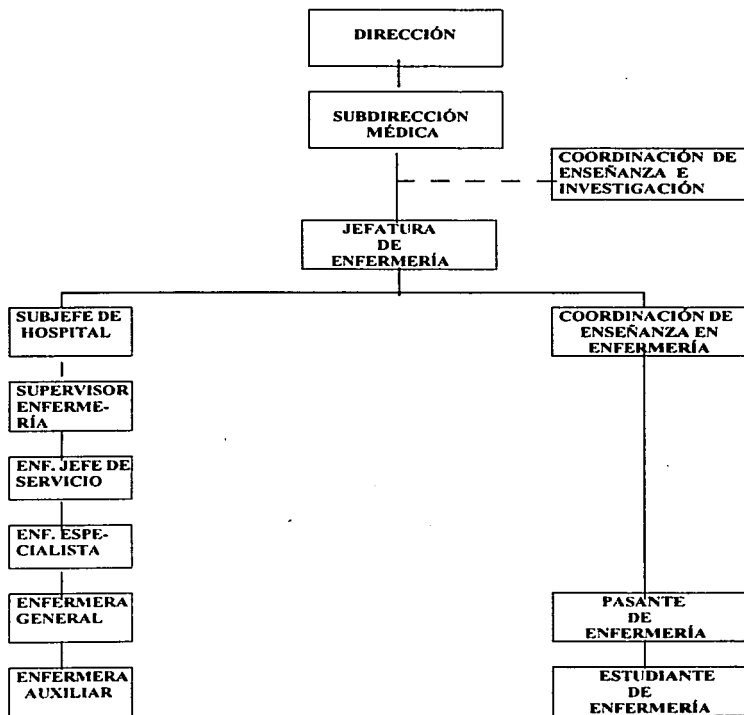 DIRECCIÓN
SUBDIRECCIÓN
MÉDICA
COORDINACIÓN DE
ENSEÑANZA E
INVESTIGACIÓN
JEFATURA
DE
ENFERMERÍA
SUBJEFE DE
HOSPITAL
COORDINACIÓN DE
ENSEÑANZA EN
ENFERMERÍA
SUPERVISOR
ENFERME-
RÍA
ENF. JEFE DE
SERVICIO
ENF. ESPE-
CIALISTA
ENFERMERA
GENERAL
PASANTE
DE
ENFERMERÍA
ENFERMERA
AUXILIAR
ESTUDIANTE
DE
ENFERMERÍA